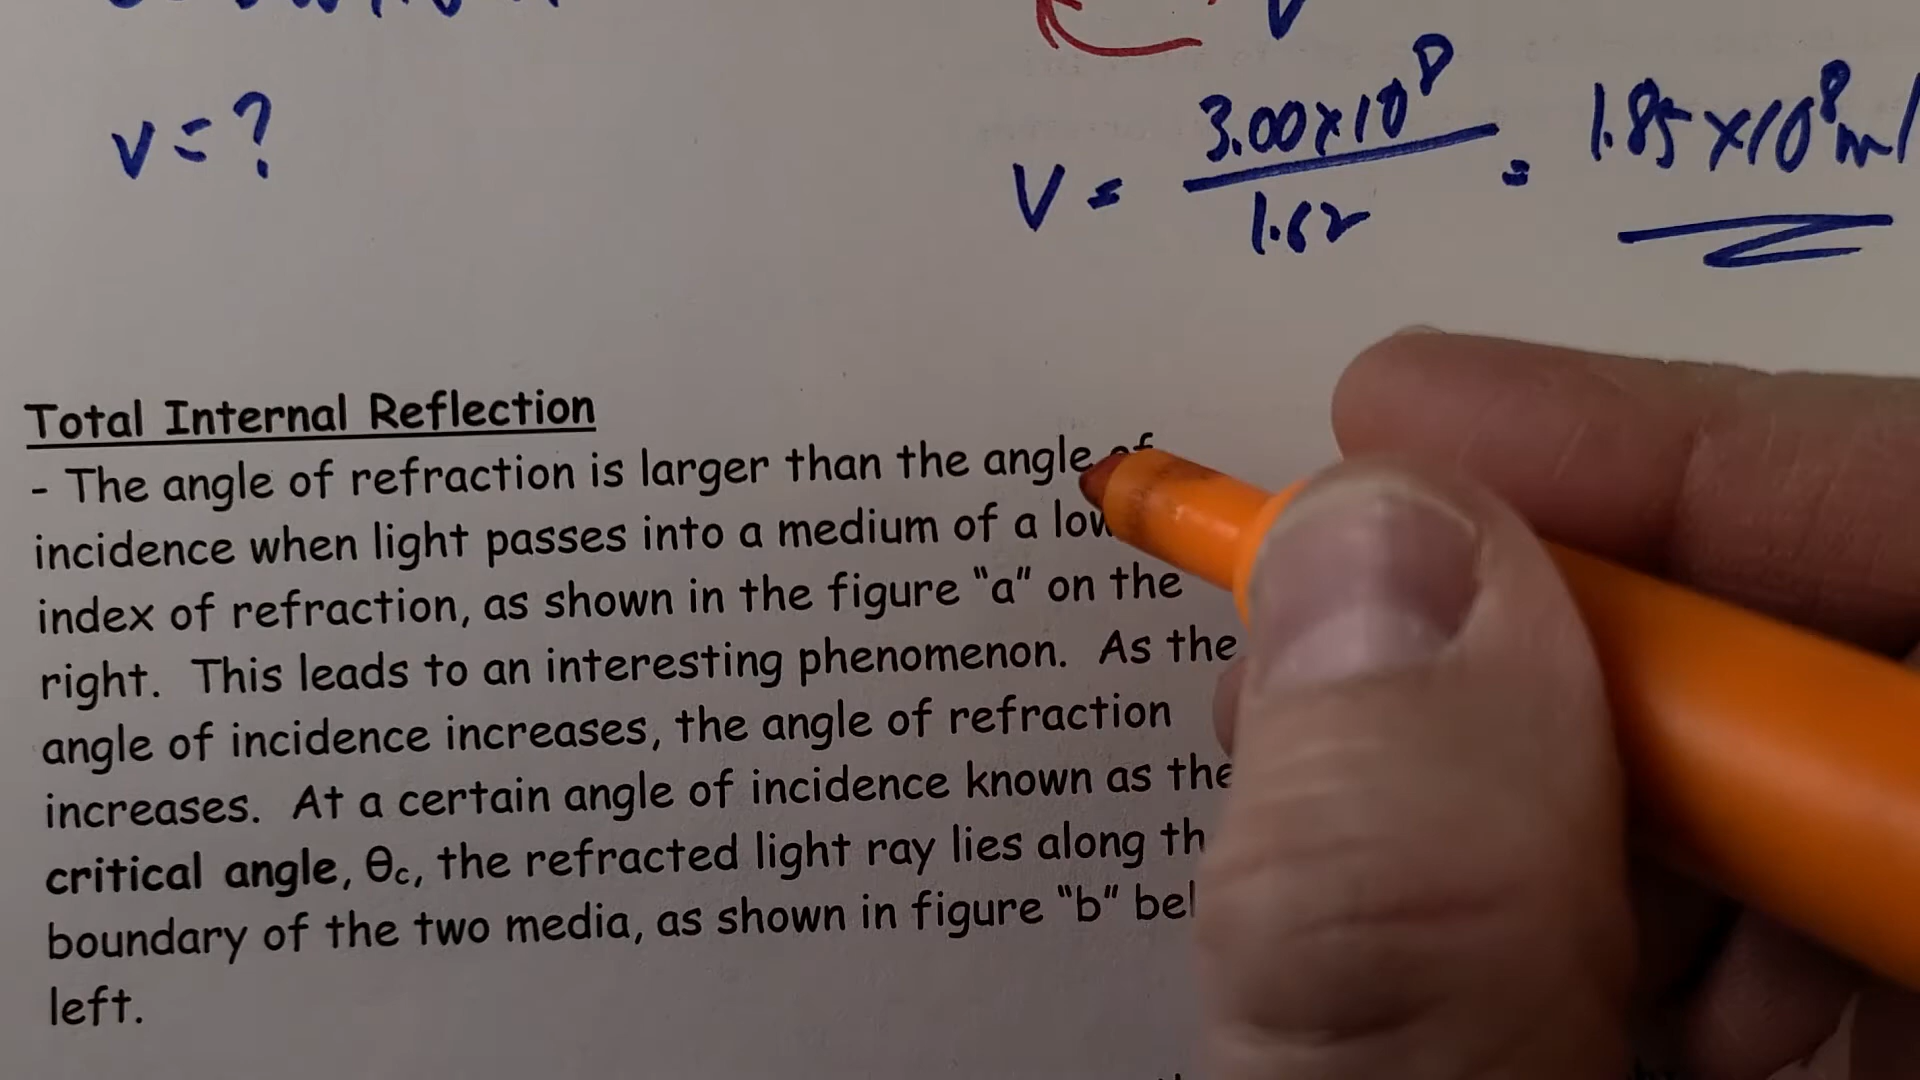 v = ?
V
V = 3.00×10⁸ / 1.62 = 1.85×10⁸ m/
Total Internal Reflection
- The angle of refraction is larger than the angle of
incidence when light passes into a medium of a
index of refraction, as shown in the figure "a" on the
right. This leads to an interesting phenomenon. As the
angle of incidence increases, the angle of refraction
increases. At a certain angle of incidence known as the
critical angle, θc, the refracted light ray lies along
boundary of the two media, as shown in figure "b"
left.